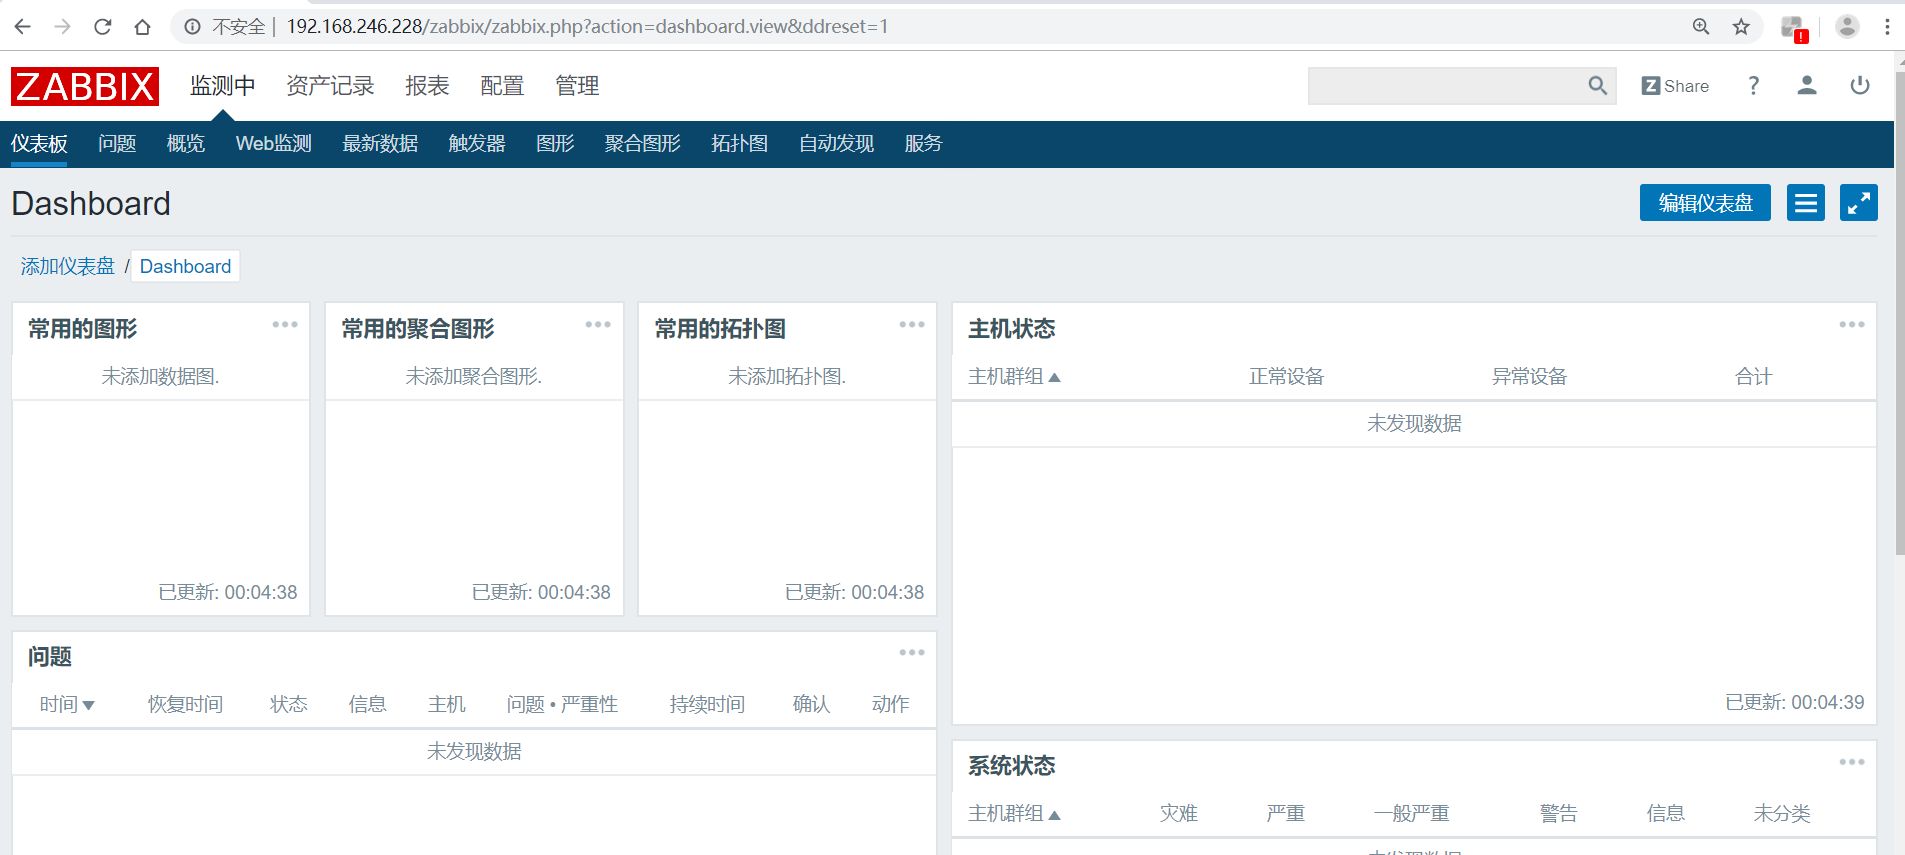 不安全 | 192.168.246.228/zabbix/zabbix.php?action=dashboard.view&ddreset=1
ZABBIX 监测中 资产记录 报表 配置 管理 Z Share ?
仪表板 问题 概览 Web监测 最新数据 触发器 图形 聚合图形 拓扑图 自动发现 服务
Dashboard 编辑仪表盘
添加仪表盘 / Dashboard
常用的图形 常用的聚合图形 常用的拓扑图 主机状态
未添加数据图. 未添加聚合图形. 未添加拓扑图. 主机群组▲ 正常设备 异常设备 合计
未发现数据
已更新: 00:04:38 已更新: 00:04:38 已更新: 00:04:38
问题
时间▼ 恢复时间 状态 信息 主机 问题 • 严重性 持续时间 确认 动作 已更新: 00:04:39
未发现数据
系统状态
主机群组▲ 灾难 严重 一般严重 警告 信息 未分类